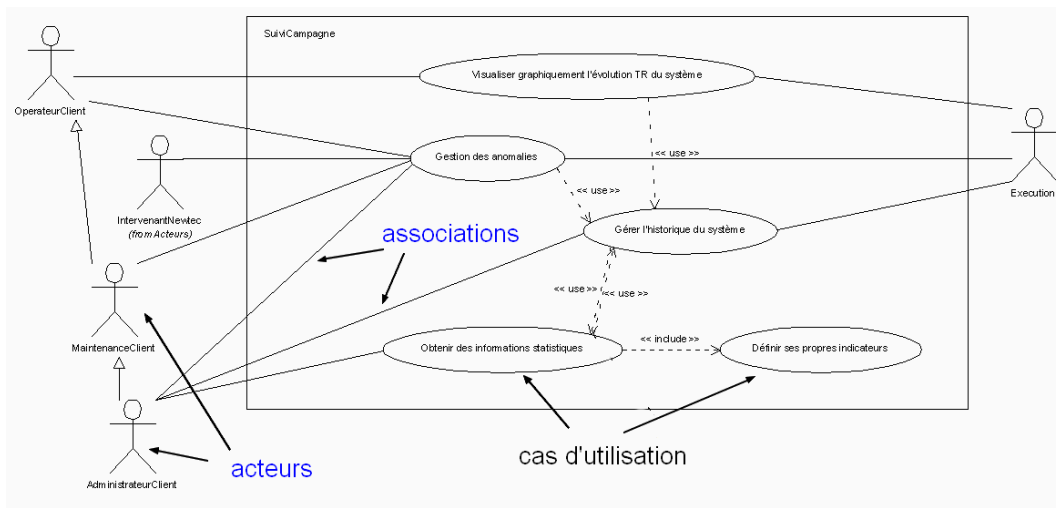 SuiviCampagne
Visualiser graphiquement l'évolution TR du système
OperateurClient
<< use >>
Gestion des anomalies
<< use >>
Execution
IntervenantNewtec
(from Acteurs)
associations
Gérer l'historique du système
<< use >>
<< use >>
MaintenanceClient
Obtenir des informations statistiques
<< include >>
Définir ses propres indicateurs
cas d'utilisation
acteurs
AdministrateurClient